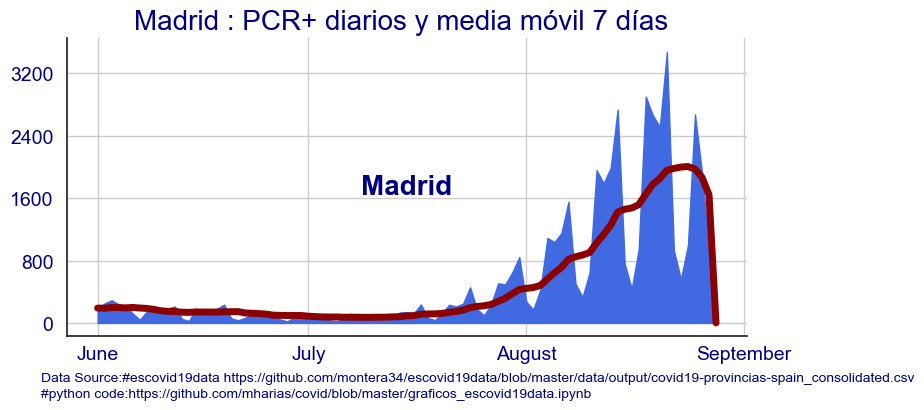 Madrid : PCR+ diarios y media móvil 7 días
3200
2400
1600
800
0
Madrid
June July August September
Data Source:#escovid19data https://github.com/montera34/escovid19data/blob/master/data/output/covid19-provincias-spain_consolidated.csv
#python code:https://github.com/mharias/covid/blob/master/graficos_escovid19data.ipynb